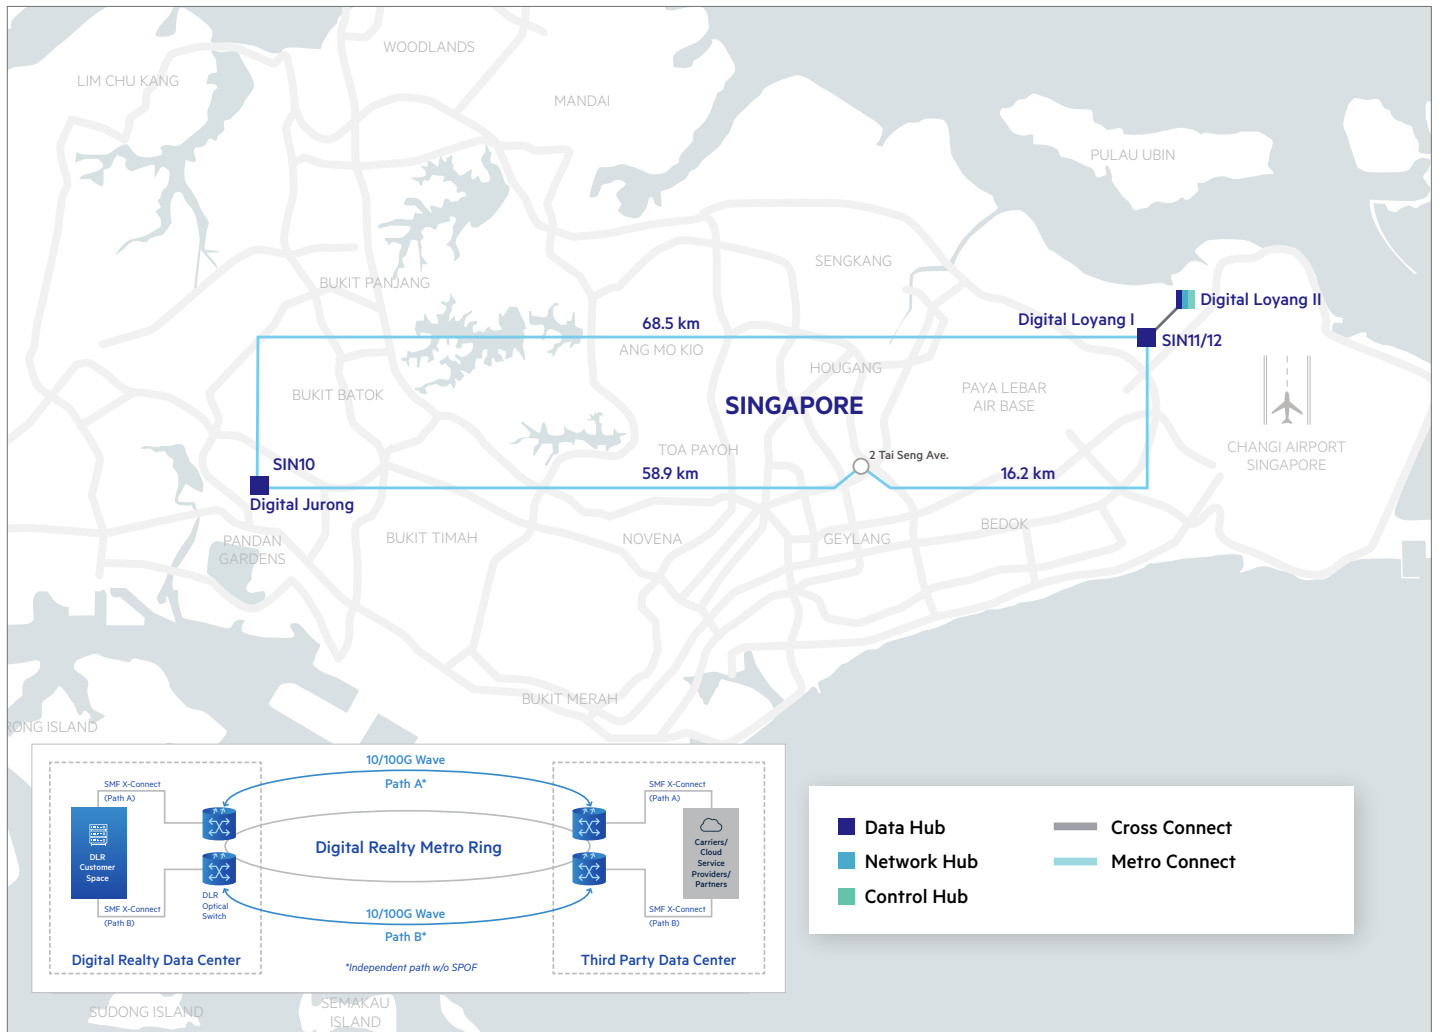 WOODLANDS
LIM CHU KANG
MANDAI
PULAU UBIN
SENGKANG
BUKIT PANJANG
Digital Loyang II
68.5 km
Digital Loyang I
SIN11/12
ANG MO KIO
HOUGANG
BUKIT BATOK
PAYA LEBAR
AIR BASE
SINGAPORE
TOA PAYOH
2 Tai Seng Ave.
CHANGI AIRPORT
SINGAPORE
SIN10
58.9 km
16.2 km
Digital Jurong
PANDAN
GARDENS
BUKIT TIMAH
NOVENA
GEYLANG
BEDOK
BUKIT MERAH
RONG ISLAND
10/100G Wave
Path A*
SMF X-Connect
(Path A)
SMF X-Connect
(Path A)
DLR
Customer
Space
Digital Realty Metro Ring
Carriers/
Cloud
Service
Providers/
Partners
DLR
Optical
Switch
SMF X-Connect
(Path B)
SMF X-Connect
(Path B)
10/100G Wave
Path B*
Digital Realty Data Center
*Independent path w/o SPOF
Third Party Data Center
Data Hub
Network Hub
Control Hub
Cross Connect
Metro Connect
SUDONG ISLAND
SEMAKAU
ISLAND